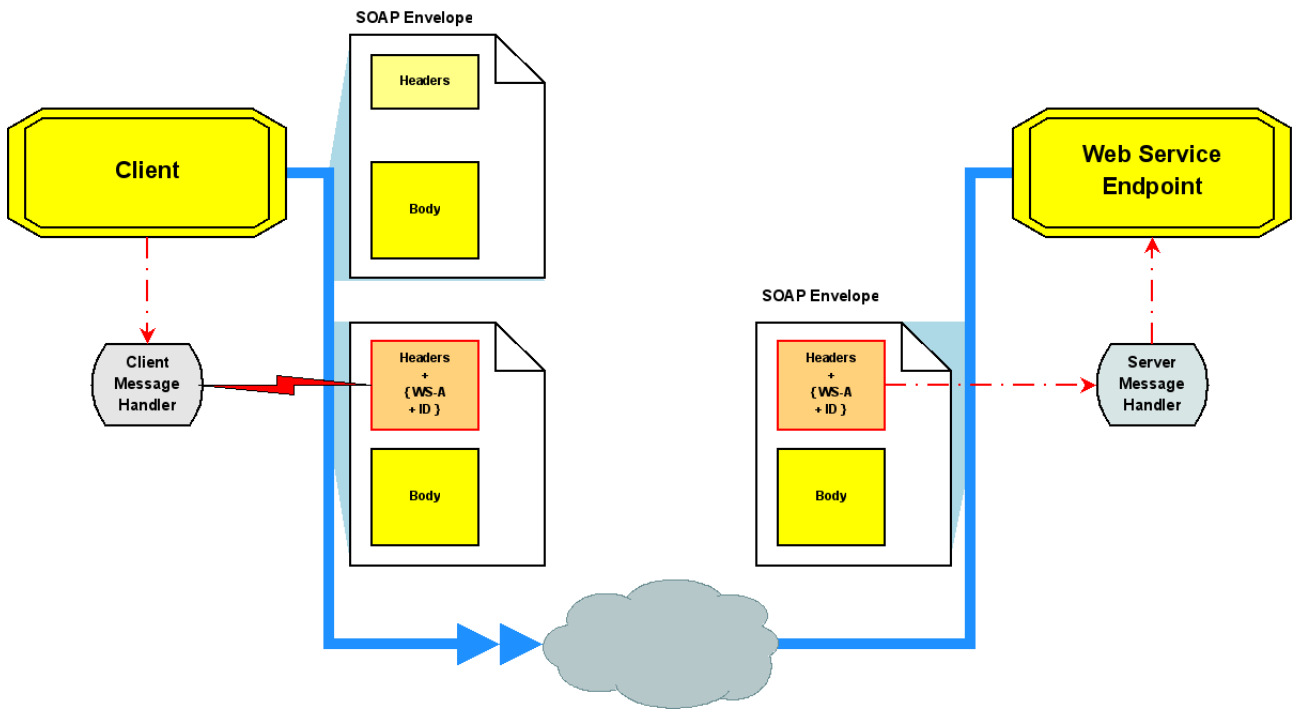 SOAP Envelope
Headers
Client
Body
Web Service
Endpoint
SOAP Envelope
Client
Message
Handler
Headers
+
{ WS-A
+ ID }
Body
Headers
+
{ WS-A
+ ID }
Body
Server
Message
Handler